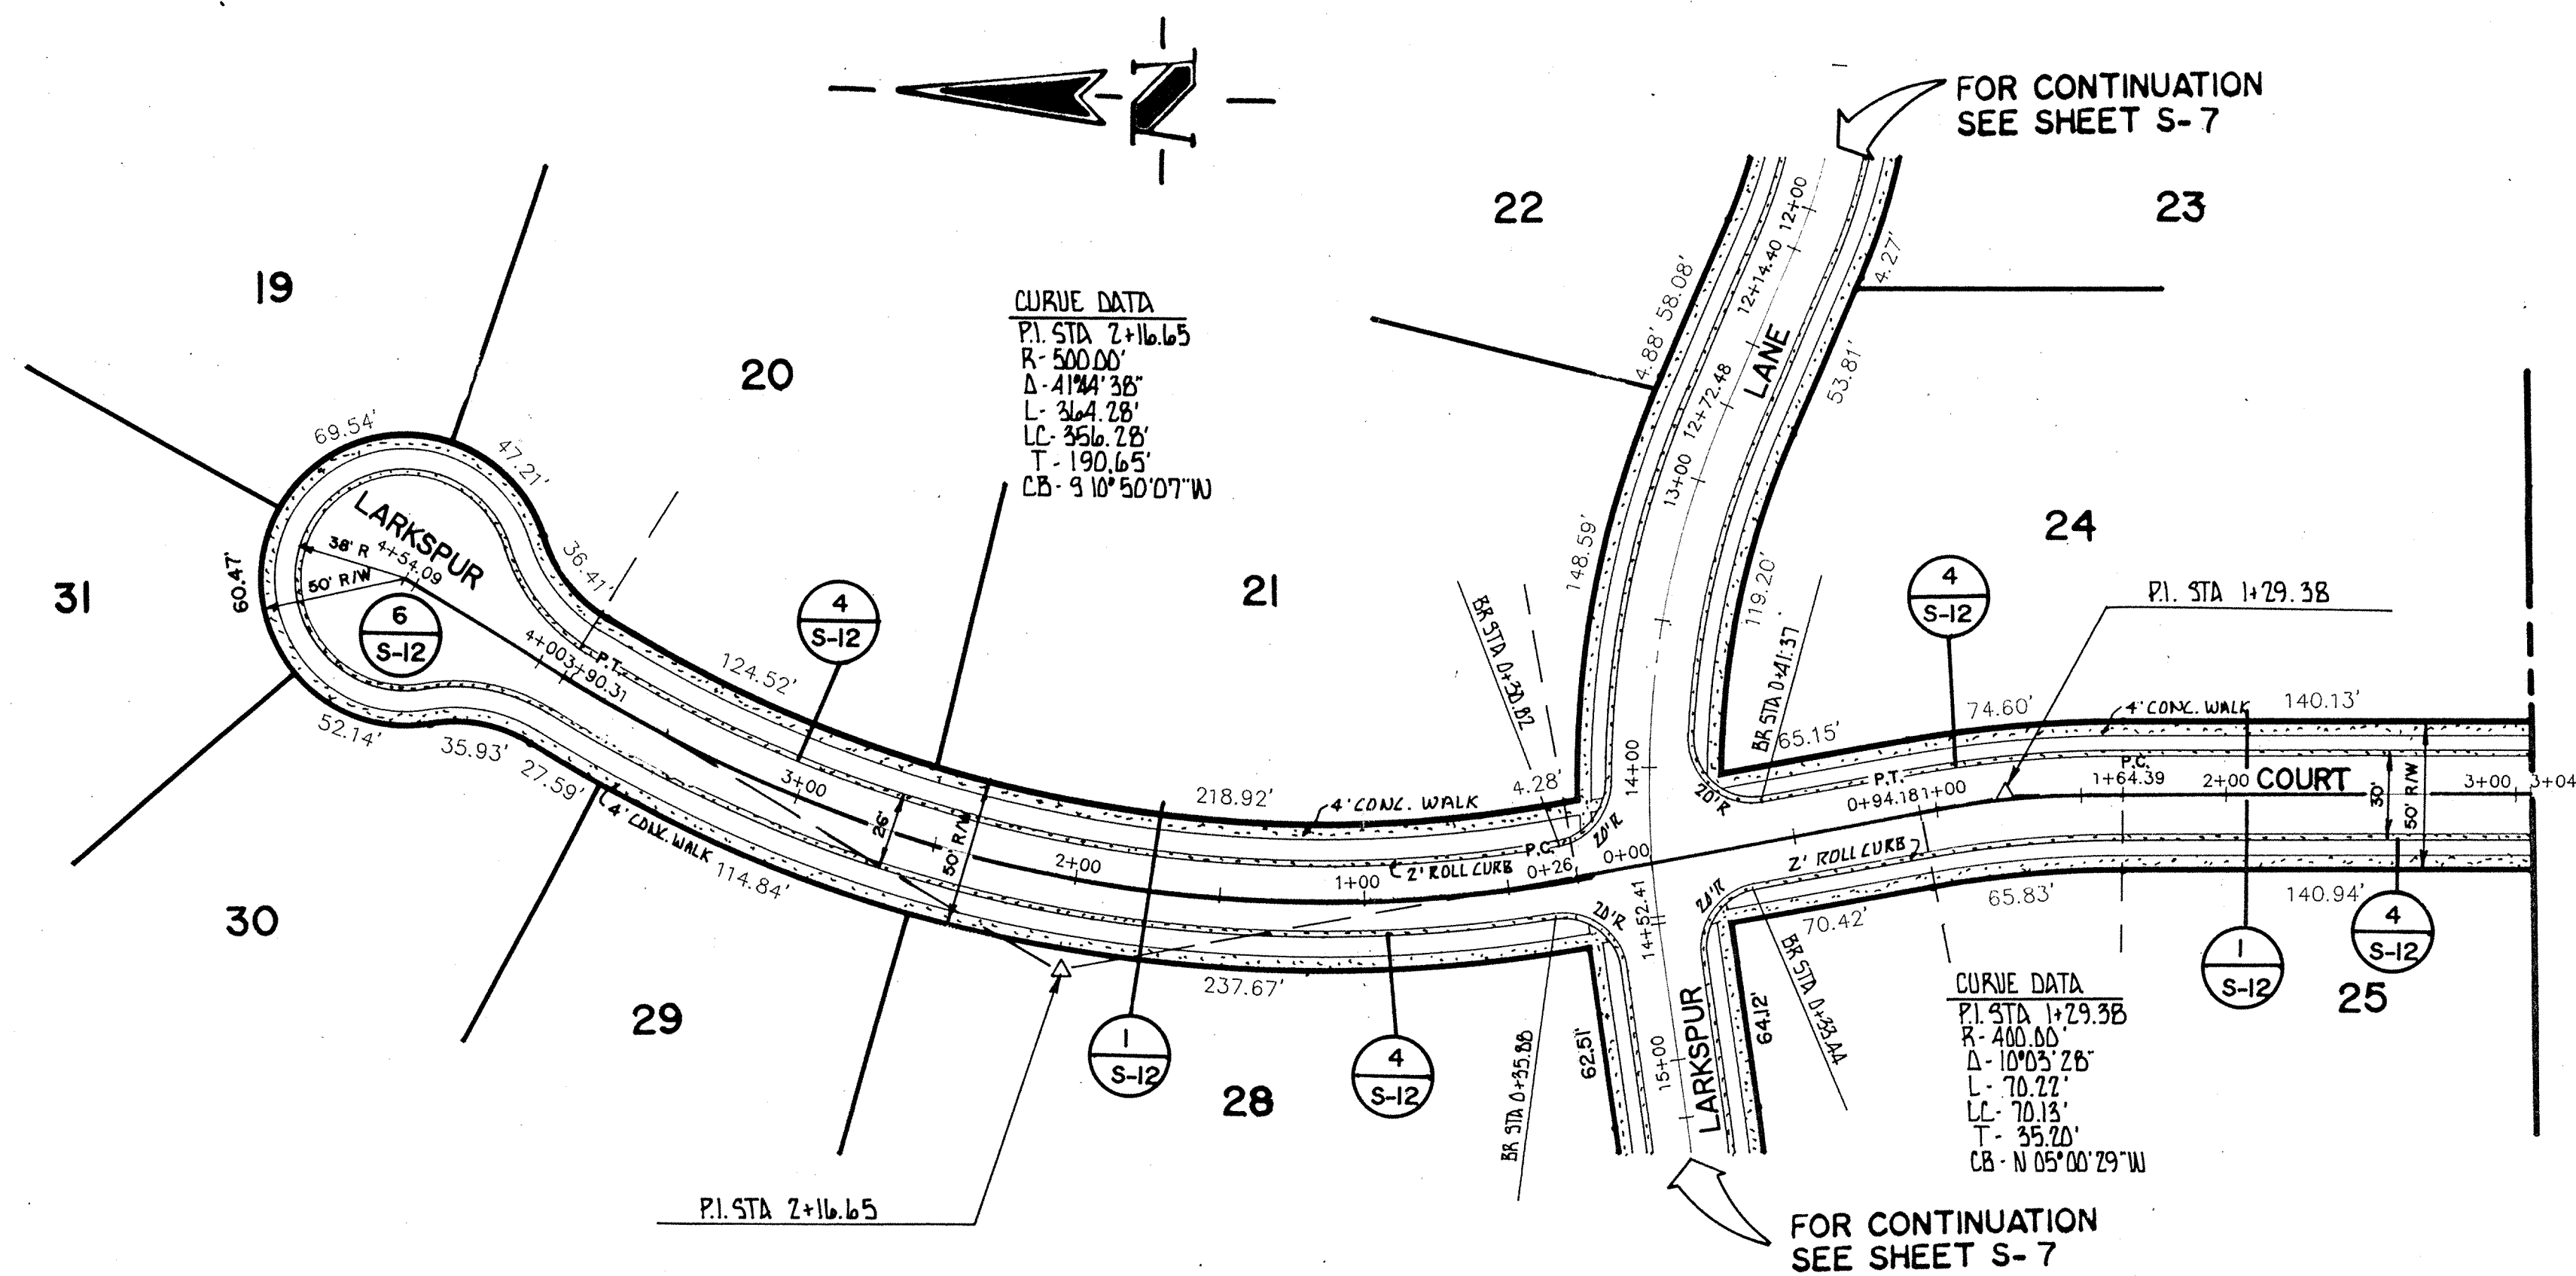 FOR CONTINUATION
SEE SHEET S-7
22
23
19
20
CURVE DATA
P.I. STA 2+16.65
R- 500.00'
Δ- 41°44'38"
L- 364.28'
LC- 356.28'
T- 190.65'
CB- S 10°50'07"W
12+00
12+14.40
12+72.48
13+00
14+00
14+52.41
15+00
LANE
4.88'
58.08'
4.27'
53.81'
148.59'
119.20'
24
69.54'
47.21'
36.41'
LARKSPUR
38' R
4+54.09
50' R/W
60.47'
31
6
S-12
4
S-12
21
BR STA 0+30.82
BR STA 0+41.37
4
S-12
P.I. STA 1+29.38
4+00
3+90.31
P.T.
124.52'
52.14'
35.93'
27.59'
4' CONC. WALK
114.84'
3+00
26'
50' R/W
2+00
218.92'
4' CONC. WALK
4.28'
2' ROLL CURB
1+00
P.C.
0+26
20'R
0+00
20'R
65.15'
74.60'
4' CONC. WALK
140.13'
P.T.
0+94.18
1+00
P.C.
1+64.39
2+00
COURT
30'
50' R/W
3+00
3+04
2' ROLL CURB
20'R
20'R
70.42'
65.83'
140.94'
4
S-12
1
S-12
25
30
29
237.67'
1
S-12
4
S-12
28
BR STA 0+35.88
62.51'
LARKSPUR
64.12'
BR STA 0+33.44
CURVE DATA
P.I. STA 1+29.38
R- 400.00'
Δ- 10°03'28"
L- 70.22'
LC- 70.13'
T- 35.20'
CB- N 05°00'29"W
P.I. STA 2+16.65
FOR CONTINUATION
SEE SHEET S-7